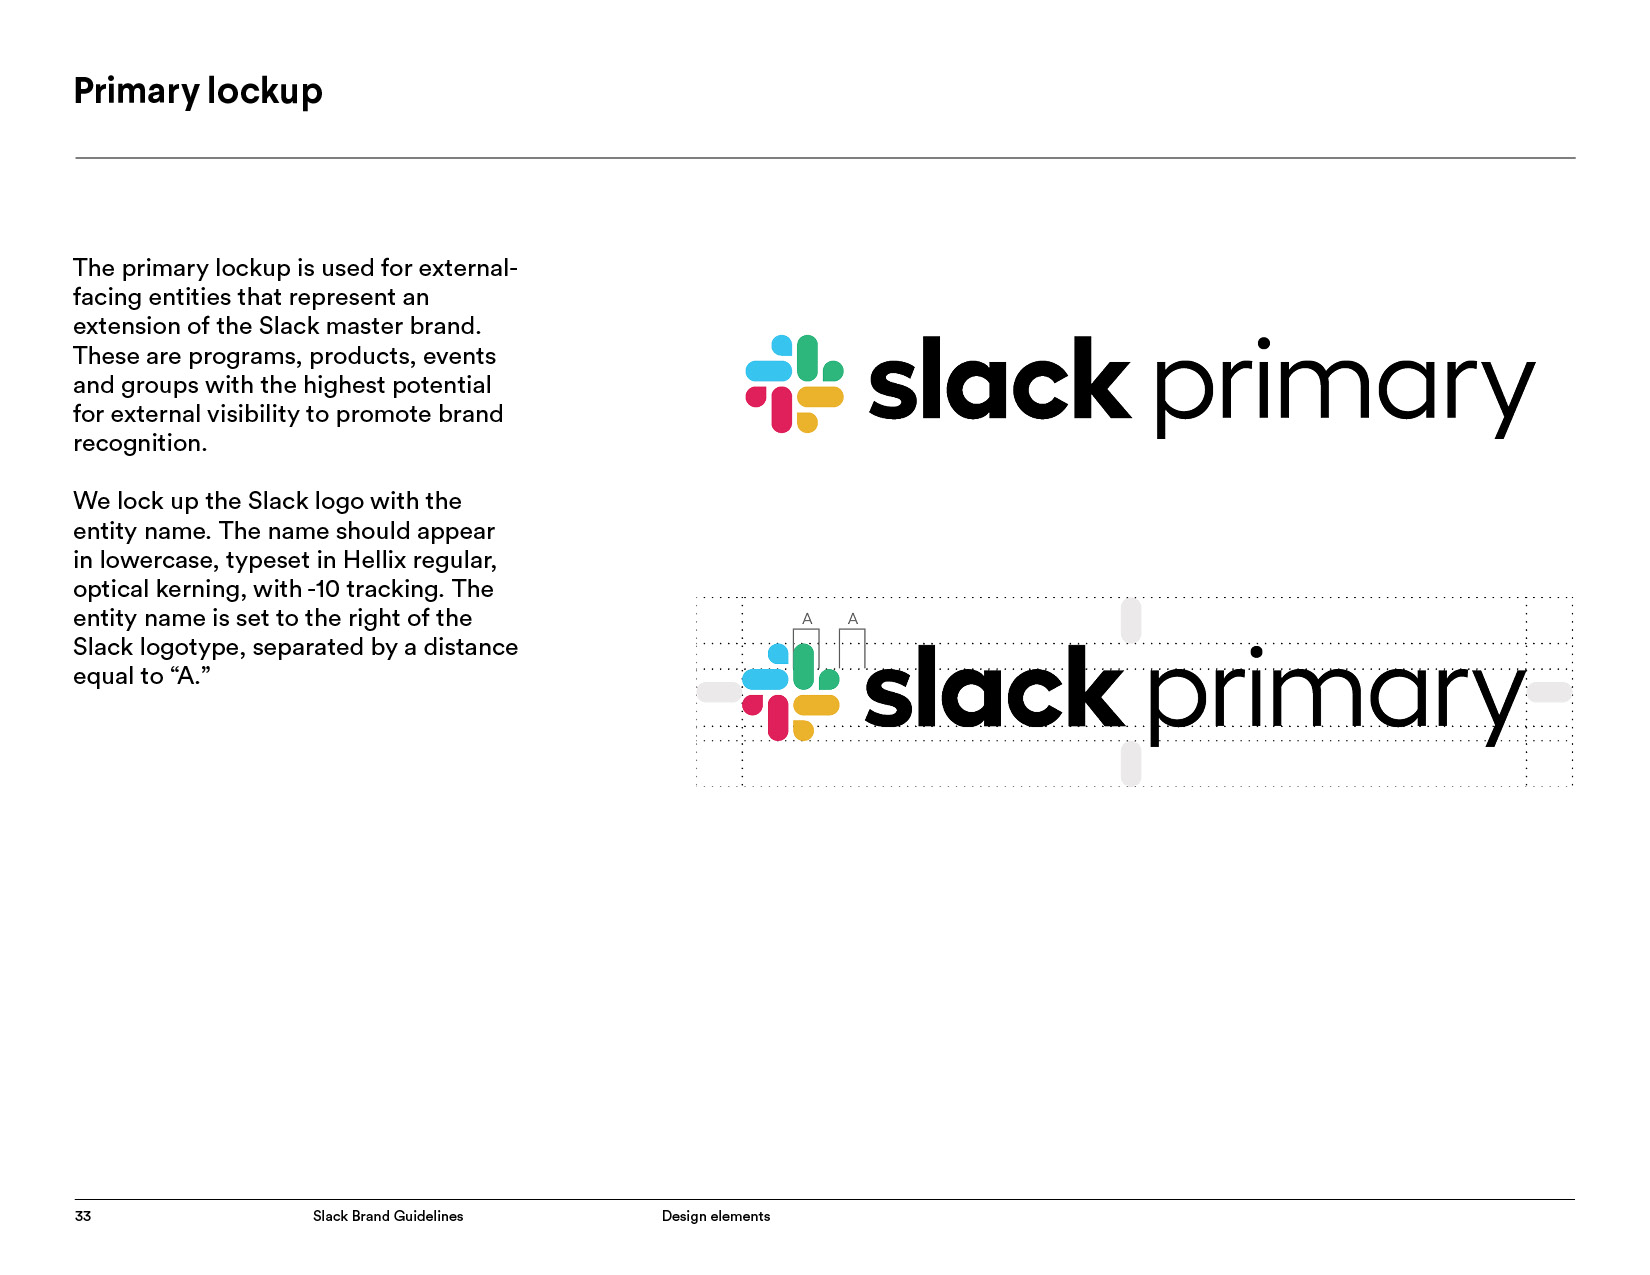 Primary lockup
The primary lockup is used for external-
facing entities that represent an
extension of the Slack master brand.
These are programs, products, events
and groups with the highest potential
for external visibility to promote brand
recognition.
We lock up the Slack logo with the
entity name. The name should appear
in lowercase, typeset in Hellix regular,
optical kerning, with -10 tracking. The
entity name is set to the right of the
Slack logotype, separated by a distance
equal to “A.”
slack primary
A A
slack primary
33 Slack Brand Guidelines Design elements